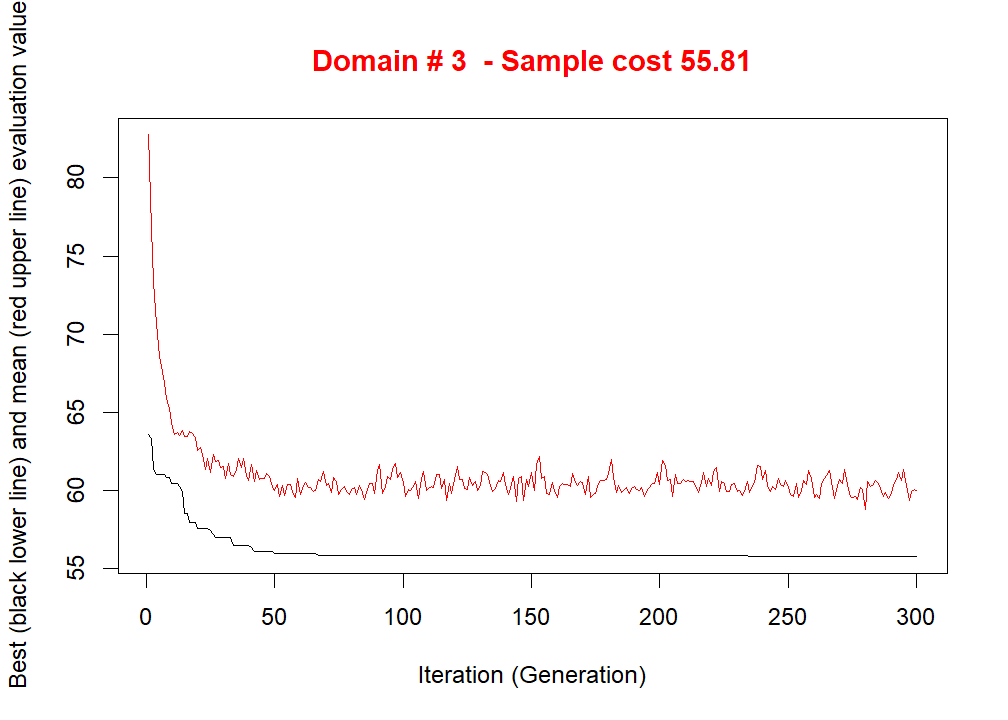 Domain # 3  - Sample cost 55.81
Best (black lower line) and mean (red upper line) evaluation value
80
75
70
65
60
55
0 50 100 150 200 250 300
Iteration (Generation)